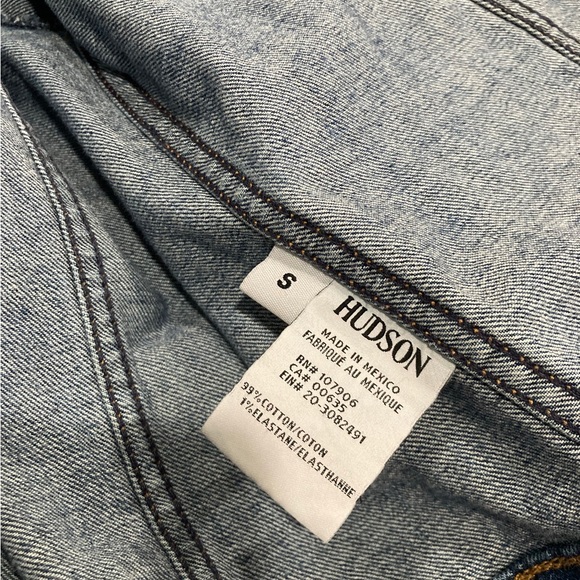 S
HUDSON
MADE IN MEXICO
FABRIQUÉ AU MEXIQUE
RN# 107906
CA# 00635
EIN# 20-3082491
99%COTTON/COTON
1%ELASTANE/ELASTHANNE